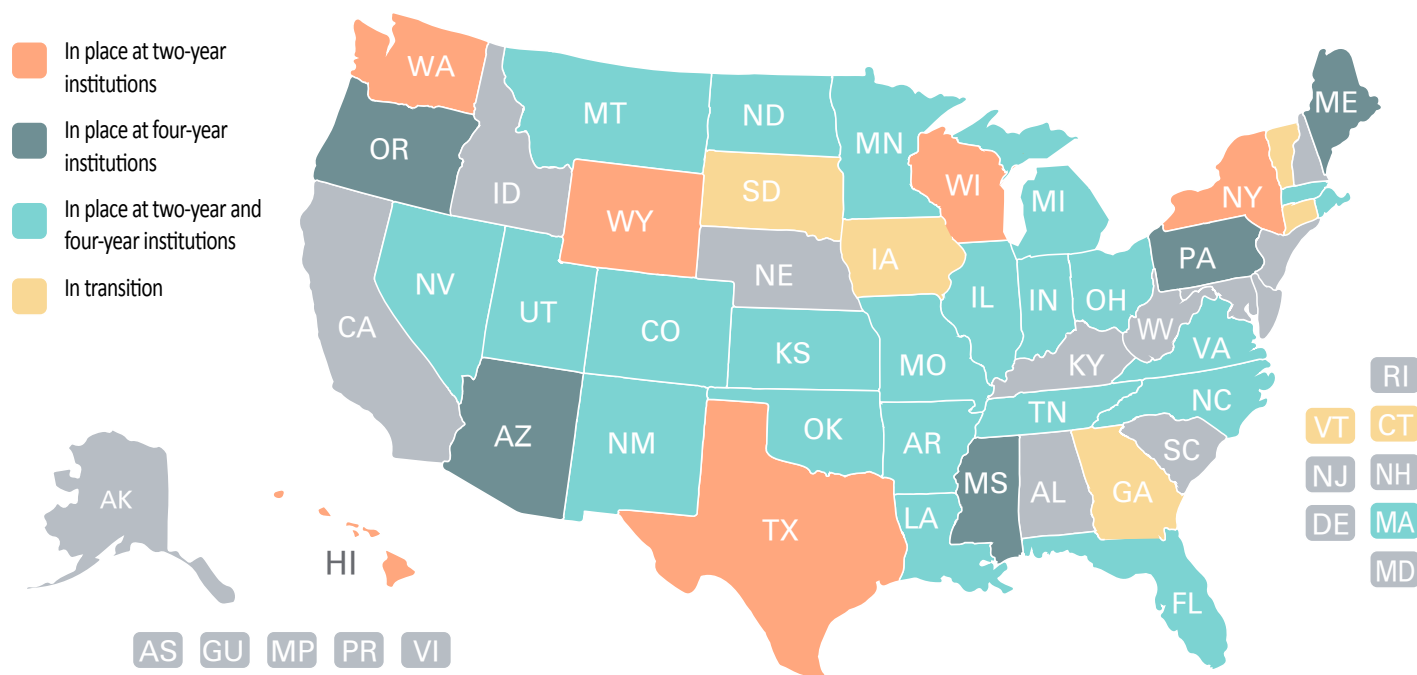 In place at two-year
institutions
In place at four-year
institutions
In place at two-year and
four-year institutions
In transition
WA
MT
ND
MN
ME
OR
ID
SD
WI
MI
NY
WY
IA
PA
NE
NV
UT
CO
IL
IN
OH
CA
KS
MO
WV
VA
KY
RI
NC
TN
AZ
NM
OK
AR
VT
CT
SC
MS
AL
GA
NJ
NH
AK
LA
TX
DE
MA
HI
MD
FL
AS
GU
MP
PR
VI